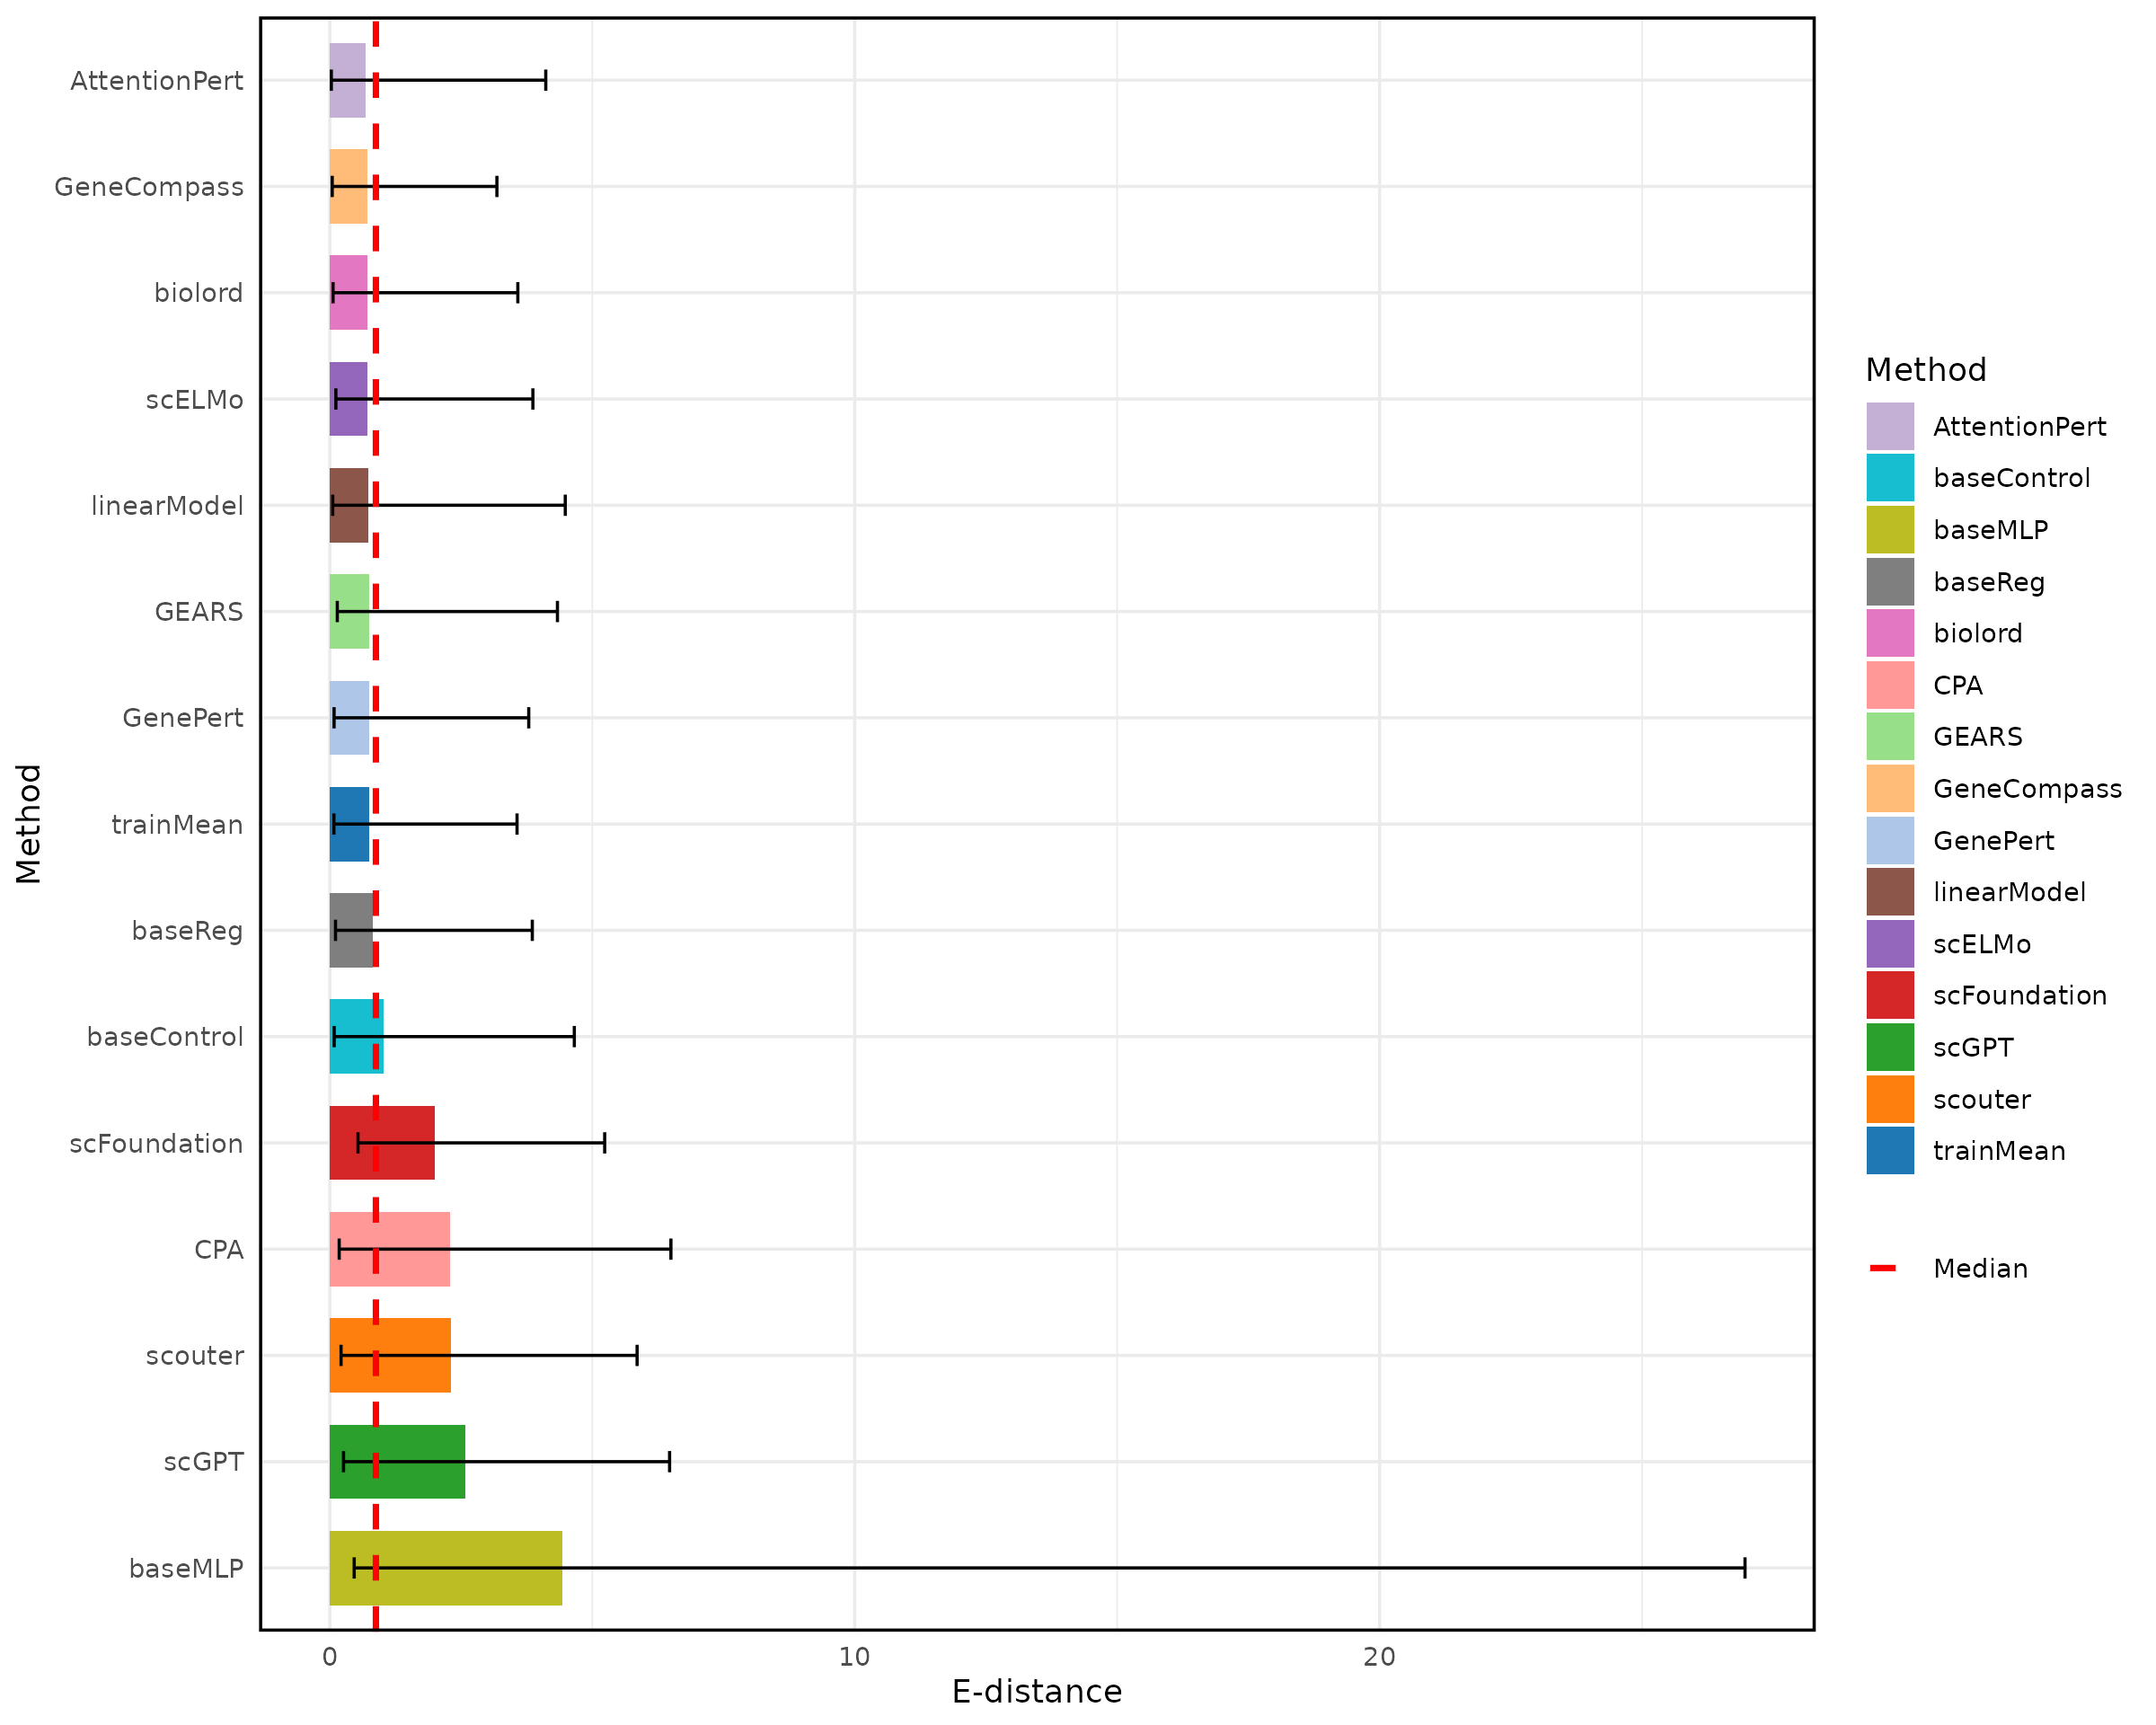 AttentionPert
GeneCompass
biolord
scELMo
linearModel
GEARS
GenePert
trainMean
baseReg
baseControl
scFoundation
CPA
scouter
scGPT
baseMLP
Method
0
10
20
E-distance
Method
AttentionPert
baseControl
baseMLP
baseReg
biolord
CPA
GEARS
GeneCompass
GenePert
linearModel
scELMo
scFoundation
scGPT
scouter
trainMean
Median